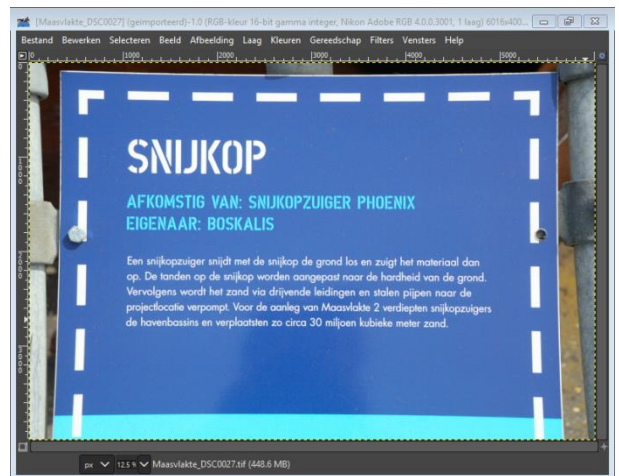 [Maasvlakte_DSC0027] (geïmporteerd)-1.0 (RGB-kleur 16-bit gamma integer, Nikon Adobe RGB 4.0.0.3001, 1 laag) 6016x400...
Bestand Bewerken Selecteren Beeld Afbeelding Laag Kleuren Gereedschap Filters Vensters Help
0 1000 2000 3000 4000 5000
0
1000
2000
3000
SNIJKOP
AFKOMSTIG VAN: SNIJKOPZUIGER PHOENIX
EIGENAAR: BOSKALIS
Een snijkopzuiger snijdt met de snijkop de grond los en zuigt het materiaal dan
op. De tanden op de snijkop worden aangepast naar de hardheid van de grond.
Vervolgens wordt het zand via drijvende leidingen en stalen pijpen naar de
projectlocatie verpompt. Voor de aanleg van Maasvlakte 2 verdiepten snijkopzuigers
de havenbassins en verplaatsten zo circa 30 miljoen kubieke meter zand.
px 12.5 % Maasvlakte_DSC0027.tif (448.6 MB)